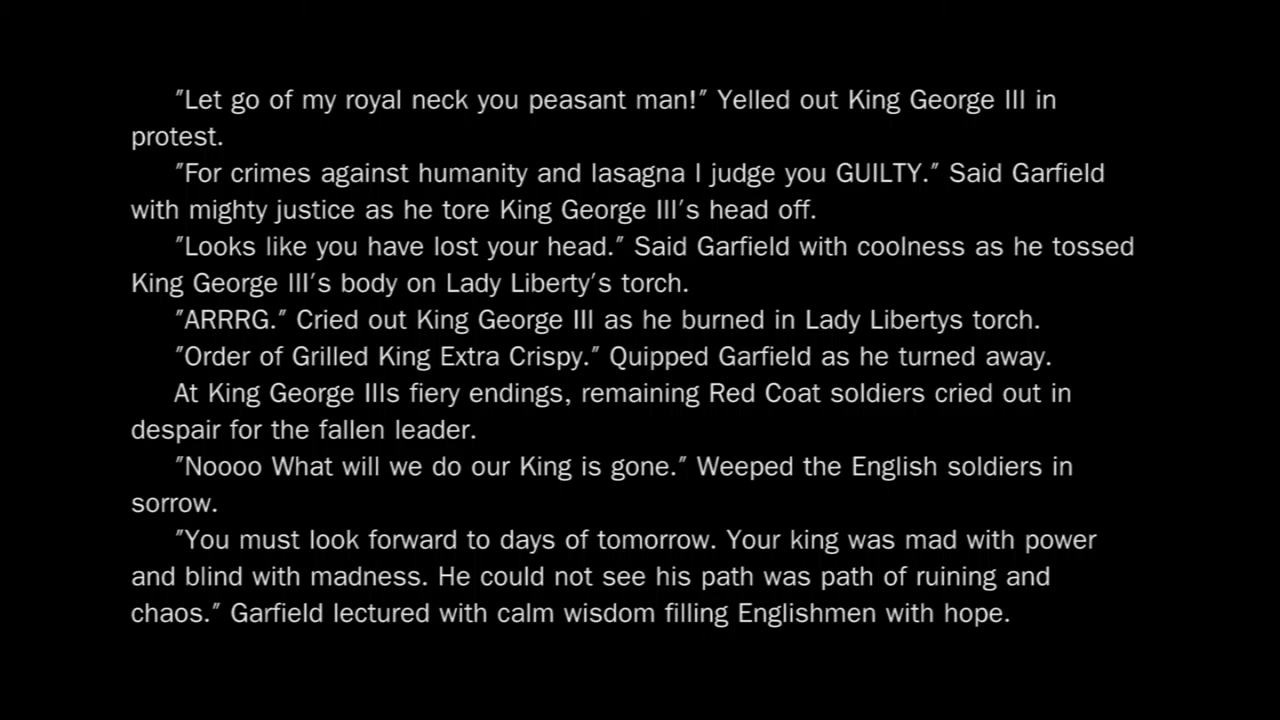 "Let go of my royal neck you peasant man!" Yelled out King George III in
protest.
"For crimes against humanity and lasagna I judge you GUILTY." Said Garfield
with mighty justice as he tore King George III's head off.
"Looks like you have lost your head." Said Garfield with coolness as he tossed
King George III's body on Lady Liberty's torch.
"ARRRG." Cried out King George III as he burned in Lady Libertys torch.
"Order of Grilled King Extra Crispy." Quipped Garfield as he turned away.
At King George IIIs fiery endings, remaining Red Coat soldiers cried out in
despair for the fallen leader.
"Noooo What will we do our King is gone." Weeped the English soldiers in
sorrow.
"You must look forward to days of tomorrow. Your king was mad with power
and blind with madness. He could not see his path was path of ruining and
chaos." Garfield lectured with calm wisdom filling Englishmen with hope.